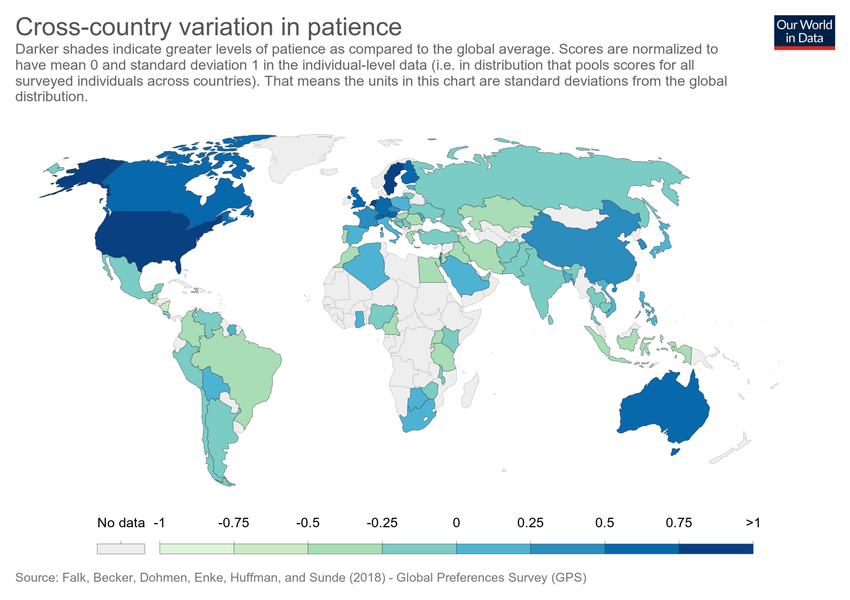 Cross-country variation in patience
Our World
in Data
Darker shades indicate greater levels of patience as compared to the global average. Scores are normalized to
have mean 0 and standard deviation 1 in the individual-level data (i.e. in distribution that pools scores for all
surveyed individuals across countries). That means the units in this chart are standard deviations from the global
distribution.
No data -1 -0.75 -0.5 -0.25 0 0.25 0.5 0.75 >1
Source: Falk, Becker, Dohmen, Enke, Huffman, and Sunde (2018) - Global Preferences Survey (GPS)